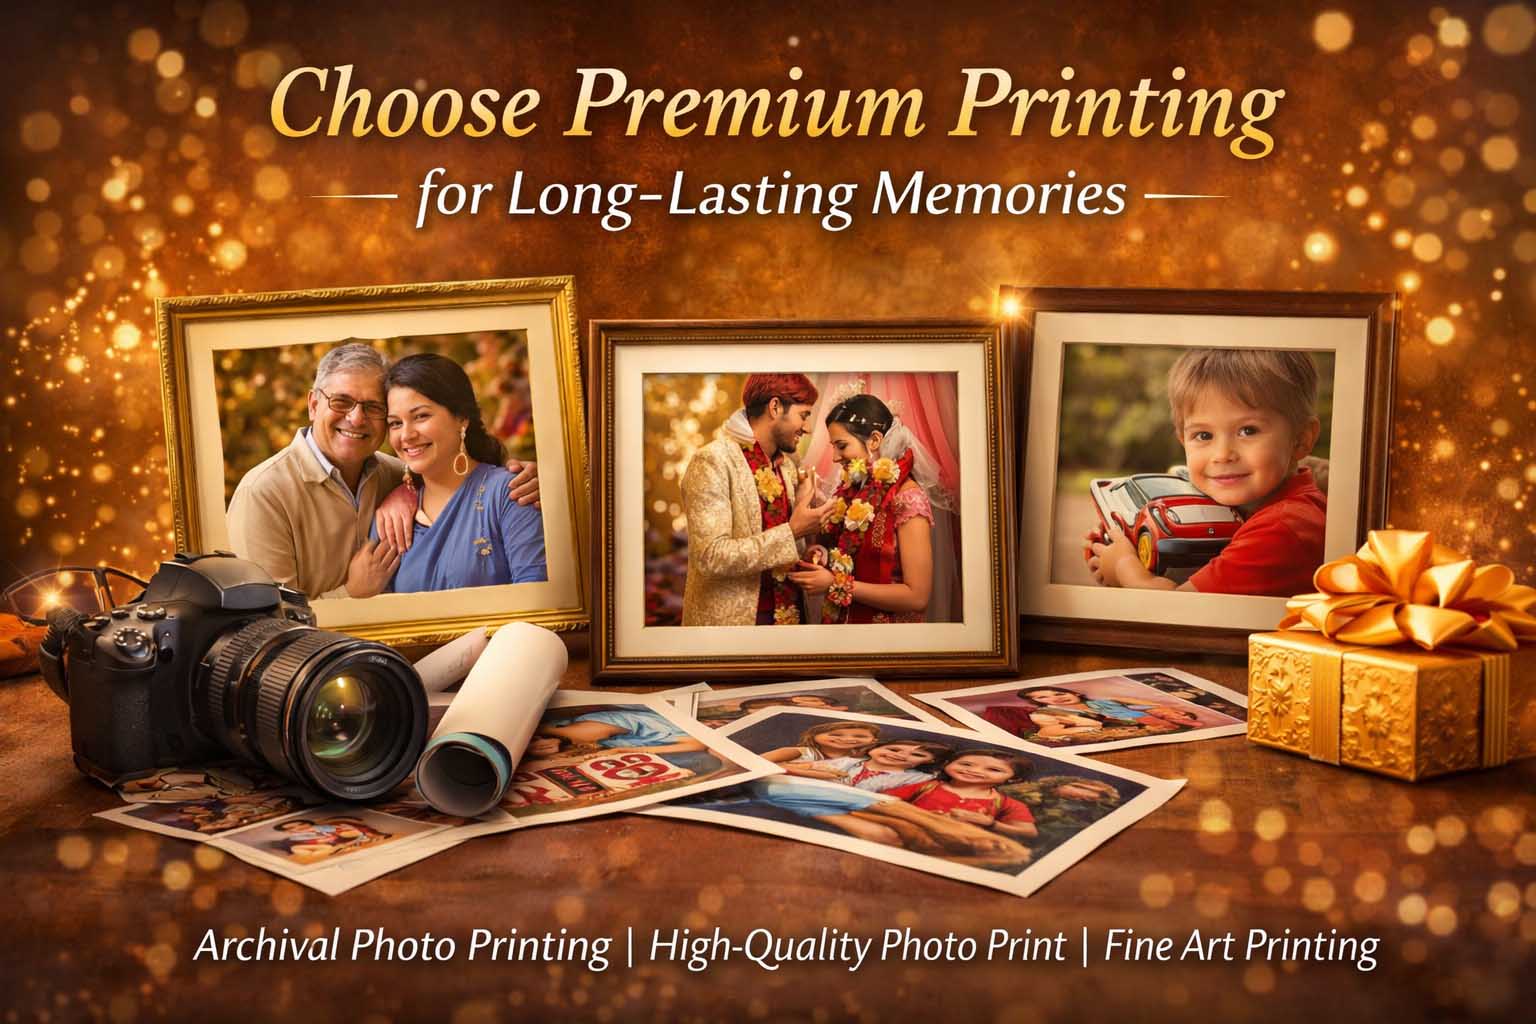 Choose Premium Printing
for Long-Lasting Memories
Archival Photo Printing | High-Quality Photo Print | Fine Art Printing